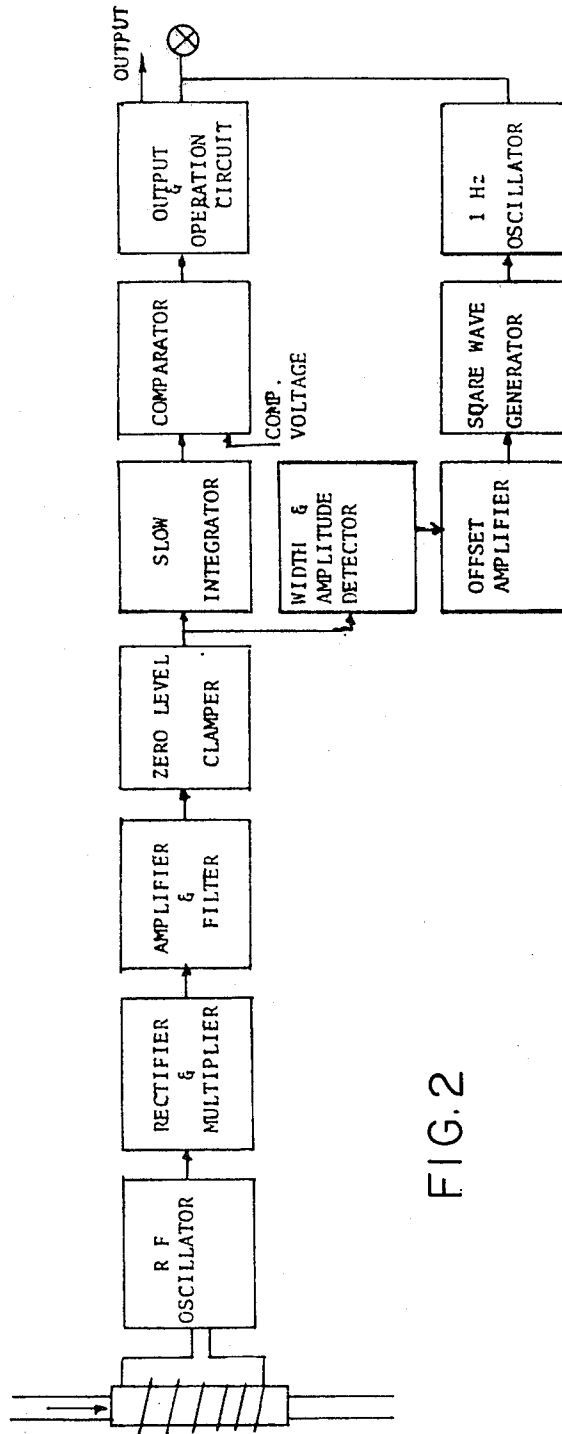 R F
OSCILLATOR
RECTIFIER
&
MULTIPLIER
AMPLIFIER
&
FILTER
ZERO LEVEL
CLAMPER
SLOW
INTEGRATOR
COMPARATOR
COMP.
VOLTAGE
OUTPUT
&
OPERATION
CIRCUIT
OUTPUT
WIDTH &
AMPLITUDE
DETECTOR
OFFSET
AMPLIFIER
SQARE WAVE
GENERATOR
1 Hz
OSCILLATOR
FIG. 2